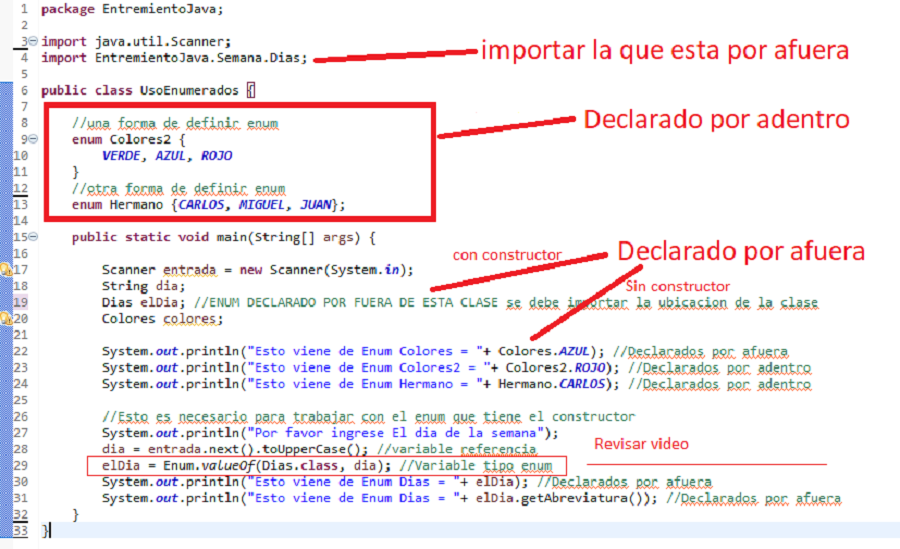 1 package EntremientoJava;
2
3 import java.util.Scanner;
4 import EntremientoJava.Semana.Dias;
importar la que esta por afuera
5
6 public class UsoEnumerados {
7
8 //una forma de definir enum
9 enum Colores2 {
Declarado por adentro
10 VERDE, AZUL, ROJO
11 }
12 //otra forma de definir enum
13 enum Hermano {CARLOS, MIGUEL, JUAN};
14
15 public static void main(String[] args) {
16
con constructor
Declarado por afuera
17 Scanner entrada = new Scanner(System.in);
18 String dia;
Sin constructor
19 Dias elDia; //ENUM DECLARADO POR FUERA DE ESTA CLASE se debe importar la ubicacion de la clase
20 Colores colores;
21
22 System.out.println("Esto viene de Enum Colores = "+ Colores.AZUL); //Declarados por afuera
23 System.out.println("Esto viene de Enum Colores2 = "+ Colores2.ROJO); //Declarados por adentro
24 System.out.println("Esto viene de Enum Hermano = "+ Hermano.CARLOS); //Declarados por adentro
25
26 //Esto es necesario para trabajar con el enum que tiene el constructor
27 System.out.println("Por favor ingrese El dia de la semana");
28 dia = entrada.next().toUpperCase(); //variable referencia
Revisar video
29 elDia = Enum.valueOf(Dias.class, dia); //Variable tipo enum
30 System.out.println("Esto viene de Enum Dias = "+ elDia); //Declarados por afuera
31 System.out.println("Esto viene de Enum Dias = "+ elDia.getAbreviatura()); //Declarados por afuera
32 }
33 }